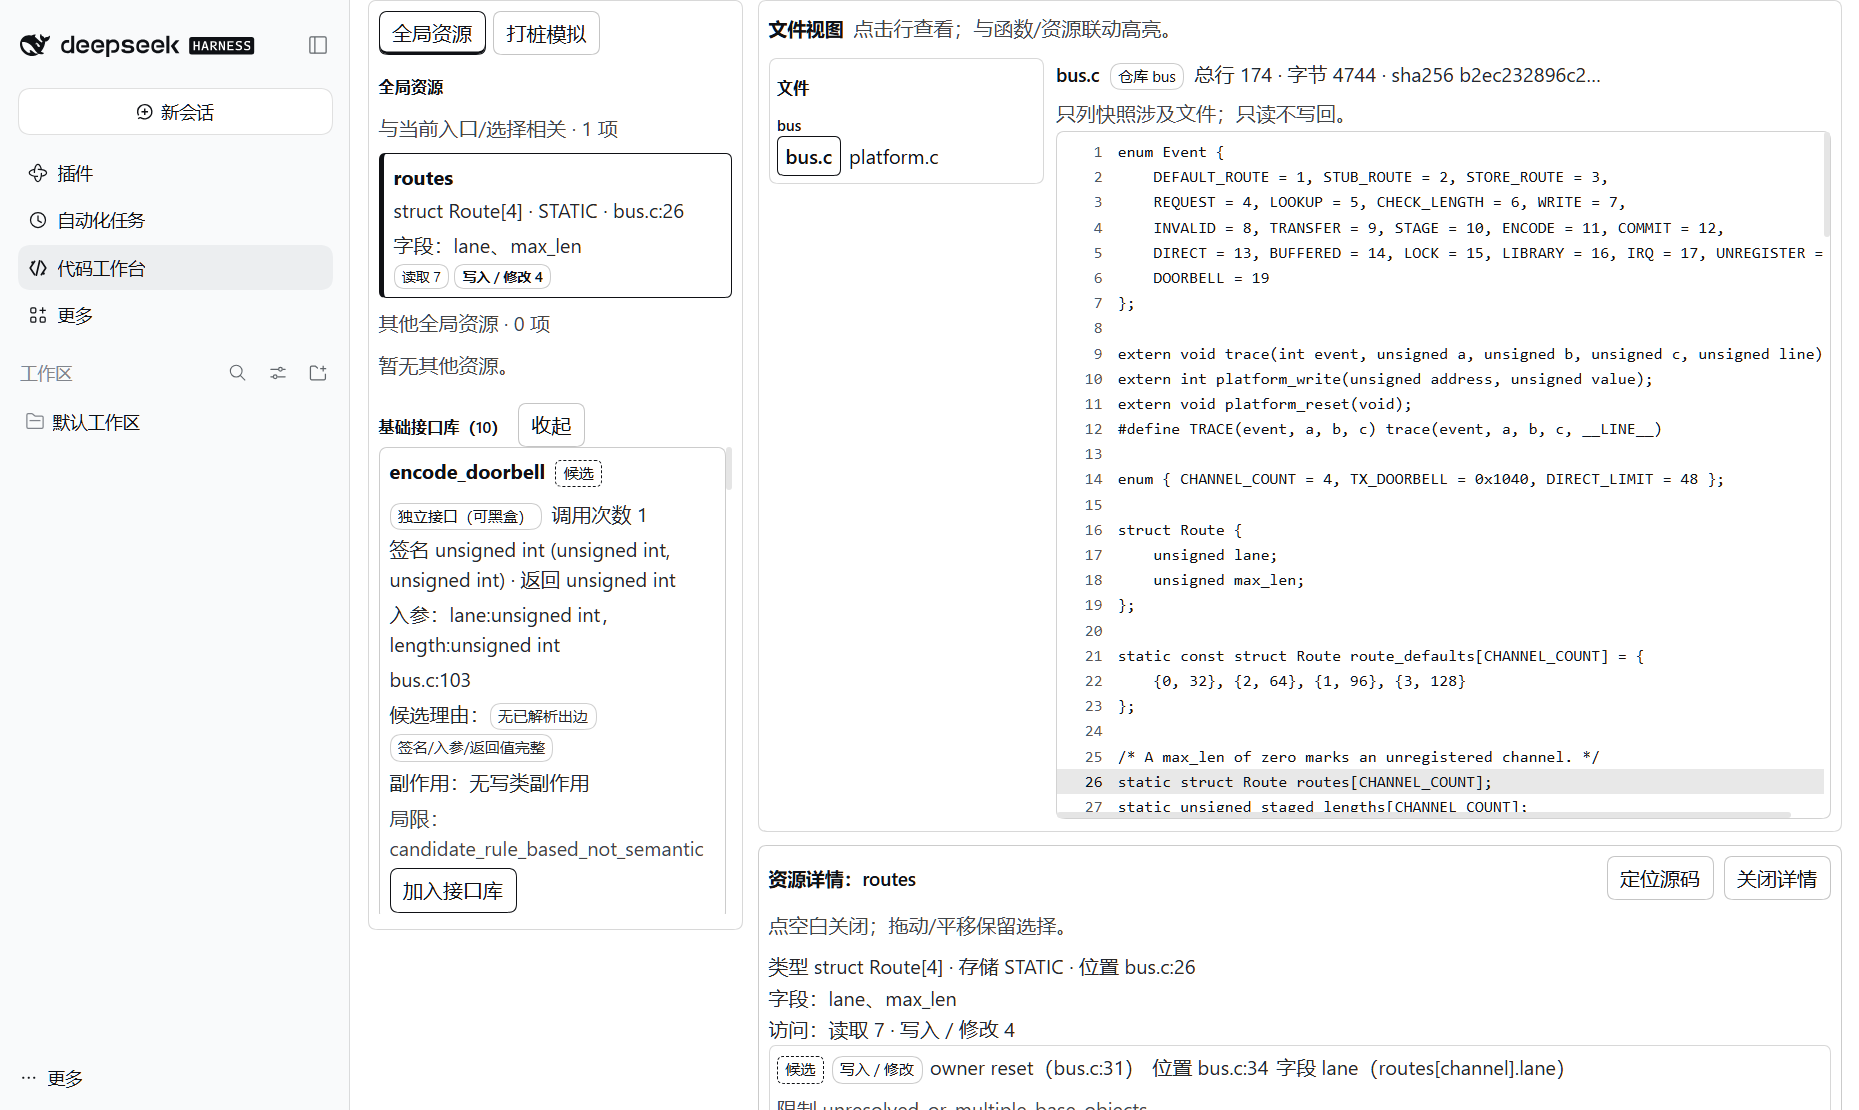 deepseek HARNESS
新会话
插件
自动化任务
代码工作台
更多
工作区
默认工作区
更多
全局资源
打桩模拟
全局资源
与当前入口/选择相关 · 1 项
routes
struct Route[4] · STATIC · bus.c:26
字段：lane、max_len
读取 7
写入 / 修改 4
其他全局资源 · 0 项
暂无其他资源。
基础接口库（10）
收起
encode_doorbell
候选
独立接口（可黑盒）
调用次数 1
签名 unsigned int (unsigned int,
unsigned int) · 返回 unsigned int
入参：lane:unsigned int，
length:unsigned int
bus.c:103
候选理由：
无已解析出边
签名/入参/返回值完整
副作用：无写类副作用
局限：
candidate_rule_based_not_semantic
加入接口库
文件视图 点击行查看；与函数/资源联动高亮。
文件
bus
bus.c
platform.c
bus.c 仓库 bus 总行 174 · 字节 4744 · sha256 b2ec232896c2…
只列快照涉及文件；只读不写回。
1 enum Event {
2     DEFAULT_ROUTE = 1, STUB_ROUTE = 2, STORE_ROUTE = 3,
3     REQUEST = 4, LOOKUP = 5, CHECK_LENGTH = 6, WRITE = 7,
4     INVALID = 8, TRANSFER = 9, STAGE = 10, ENCODE = 11, COMMIT = 12,
5     DIRECT = 13, BUFFERED = 14, LOCK = 15, LIBRARY = 16, IRQ = 17, UNREGISTER =
6     DOORBELL = 19
7 };
8
9 extern void trace(int event, unsigned a, unsigned b, unsigned c, unsigned line)
10 extern int platform_write(unsigned address, unsigned value);
11 extern void platform_reset(void);
12 #define TRACE(event, a, b, c) trace(event, a, b, c, __LINE__)
13
14 enum { CHANNEL_COUNT = 4, TX_DOORBELL = 0x1040, DIRECT_LIMIT = 48 };
15
16 struct Route {
17     unsigned lane;
18     unsigned max_len;
19 };
20
21 static const struct Route route_defaults[CHANNEL_COUNT] = {
22     {0, 32}, {2, 64}, {1, 96}, {3, 128}
23 };
24
25 /* A max_len of zero marks an unregistered channel. */
26 static struct Route routes[CHANNEL_COUNT];
27 static unsigned staged_lengths[CHANNEL_COUNT];
资源详情：routes
定位源码
关闭详情
点空白关闭；拖动/平移保留选择。
类型 struct Route[4] · 存储 STATIC · 位置 bus.c:26
字段：lane、max_len
访问：读取 7 · 写入 / 修改 4
候选 写入 / 修改 owner reset（bus.c:31） 位置 bus.c:34 字段 lane（routes[channel].lane）
限制 unresolved_or_multiple_base_objects